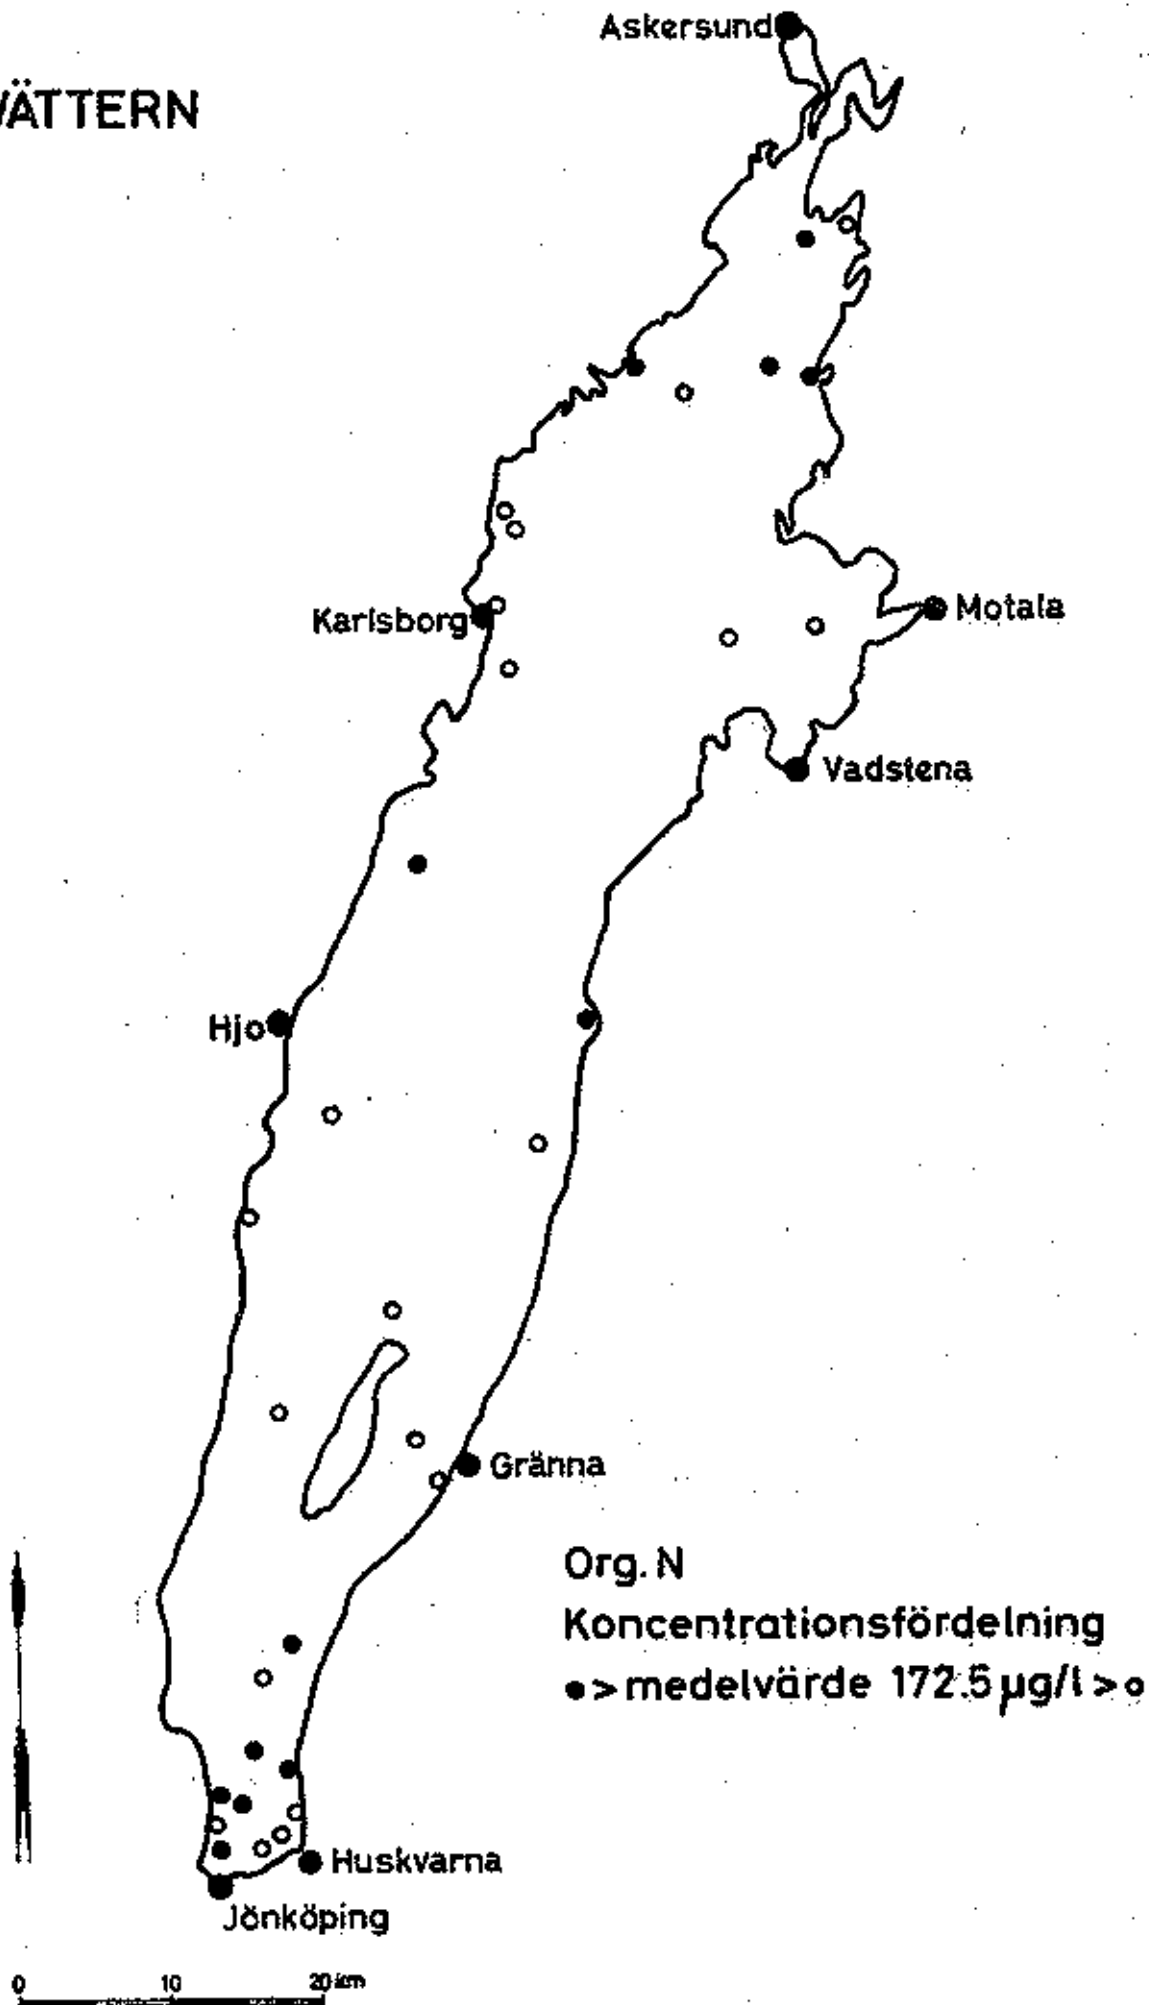 Askersund
VÄTTERN
Karlsborg
Motala
Vadstena
Hjo
Gränna
Org. N
Koncentrationsfördelning
● > medelvärde 172.5 µg/l > o
Huskvarna
Jönköping
0 10 20 km